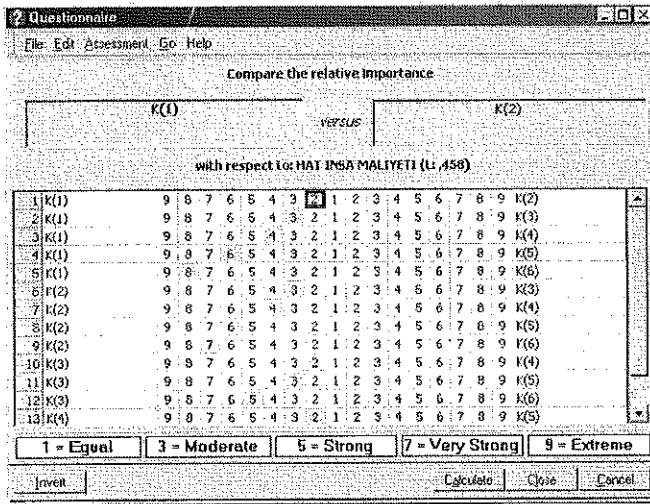 Questionnaire
File Edit Assessment Go Help
Compare the relative importance
K(1) versus K(2)
with respect to: HAT INSA MALIYETI (L: ,458)
1 K(1) 9 8 7 6 5 4 3 2 1 2 3 4 5 6 7 8 9 K(2)
2 K(1) 9 8 7 6 5 4 3 2 1 2 3 4 5 6 7 8 9 K(3)
3 K(1) 9 8 7 6 5 4 3 2 1 2 3 4 5 6 7 8 9 K(4)
4 K(1) 9 8 7 6 5 4 3 2 1 2 3 4 5 6 7 8 9 K(5)
5 K(1) 9 8 7 6 5 4 3 2 1 2 3 4 5 6 7 8 9 K(6)
6 K(2) 9 8 7 6 5 4 3 2 1 2 3 4 5 6 7 8 9 K(3)
7 K(2) 9 8 7 6 5 4 3 2 1 2 3 4 5 6 7 8 9 K(4)
8 K(2) 9 8 7 6 5 4 3 2 1 2 3 4 5 6 7 8 9 K(5)
9 K(2) 9 8 7 6 5 4 3 2 1 2 3 4 5 6 7 8 9 K(6)
10 K(3) 9 8 7 6 5 4 3 2 1 2 3 4 5 6 7 8 9 K(4)
11 K(3) 9 8 7 6 5 4 3 2 1 2 3 4 5 6 7 8 9 K(5)
12 K(3) 9 8 7 6 5 4 3 2 1 2 3 4 5 6 7 8 9 K(6)
13 K(4) 9 8 7 6 5 4 3 2 1 2 3 4 5 6 7 8 9 K(5)
1 = Equal 3 = Moderate 5 = Strong 7 = Very Strong 9 = Extreme
Invert Calculate Close Cancel